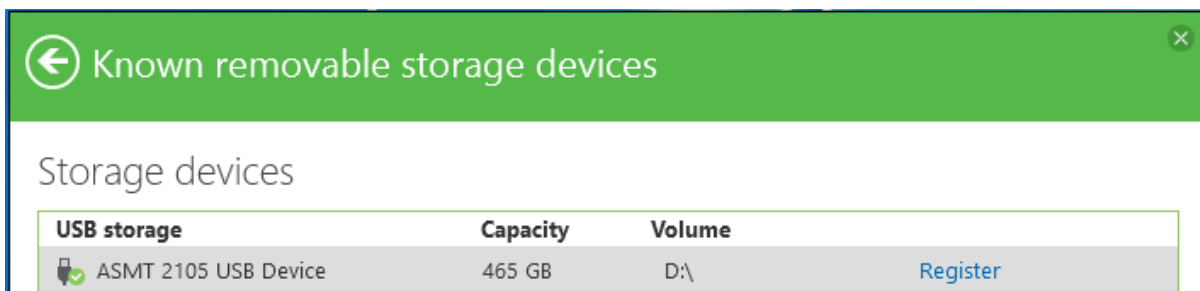 Known removable storage devices
Storage devices
USB storage Capacity Volume
ASMT 2105 USB Device 465 GB D:\ Register